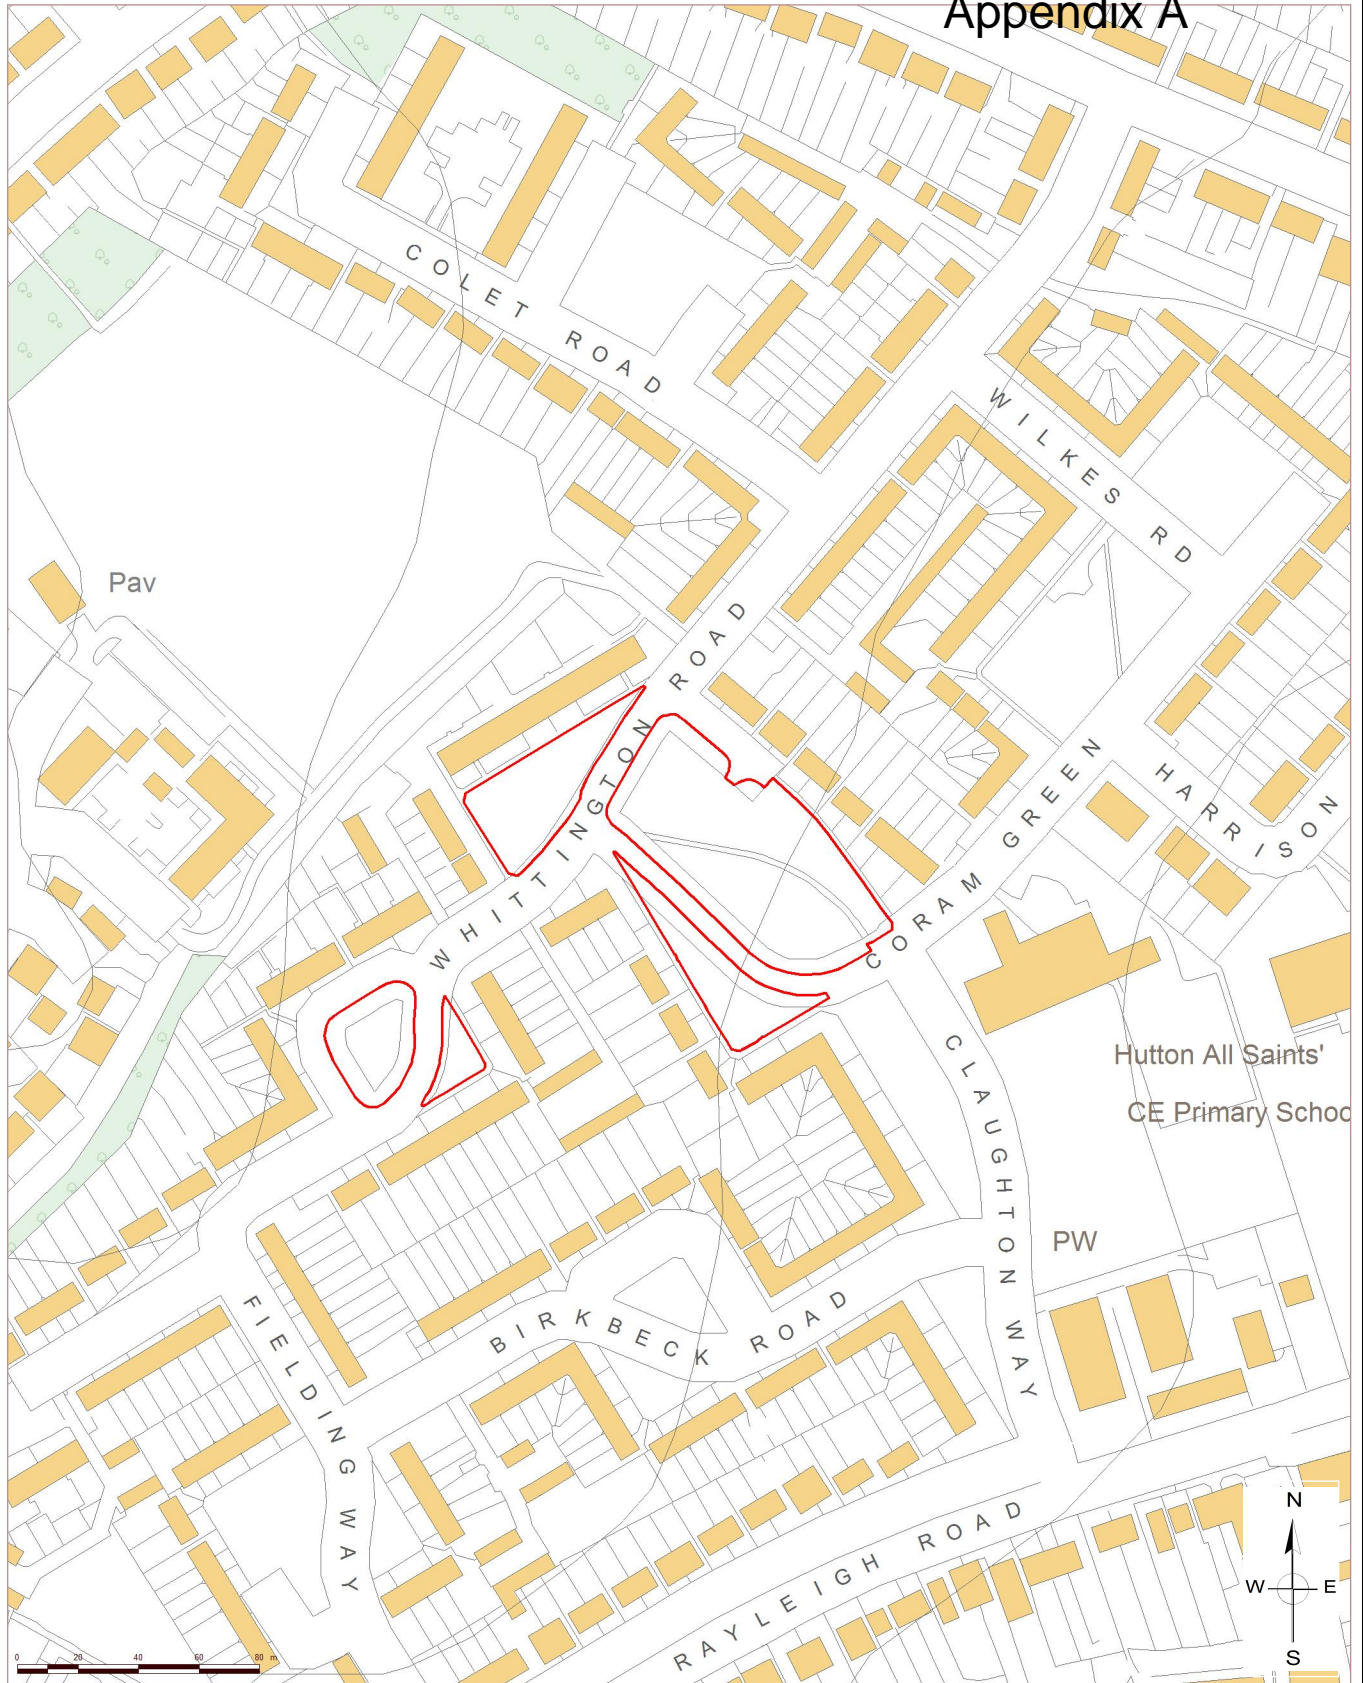 Appendix A
COLET ROAD
WILKES RD
Pav
WHITTINGTON ROAD
CORAM GREEN
HARRISON
CLAUGHTON WAY
Hutton All Saints'
CE Primary Schoo
PW
FIELDING WAY
BIRKBECK ROAD
RAYLEIGH ROAD
N
W E
S
0 20 40 60 80 m